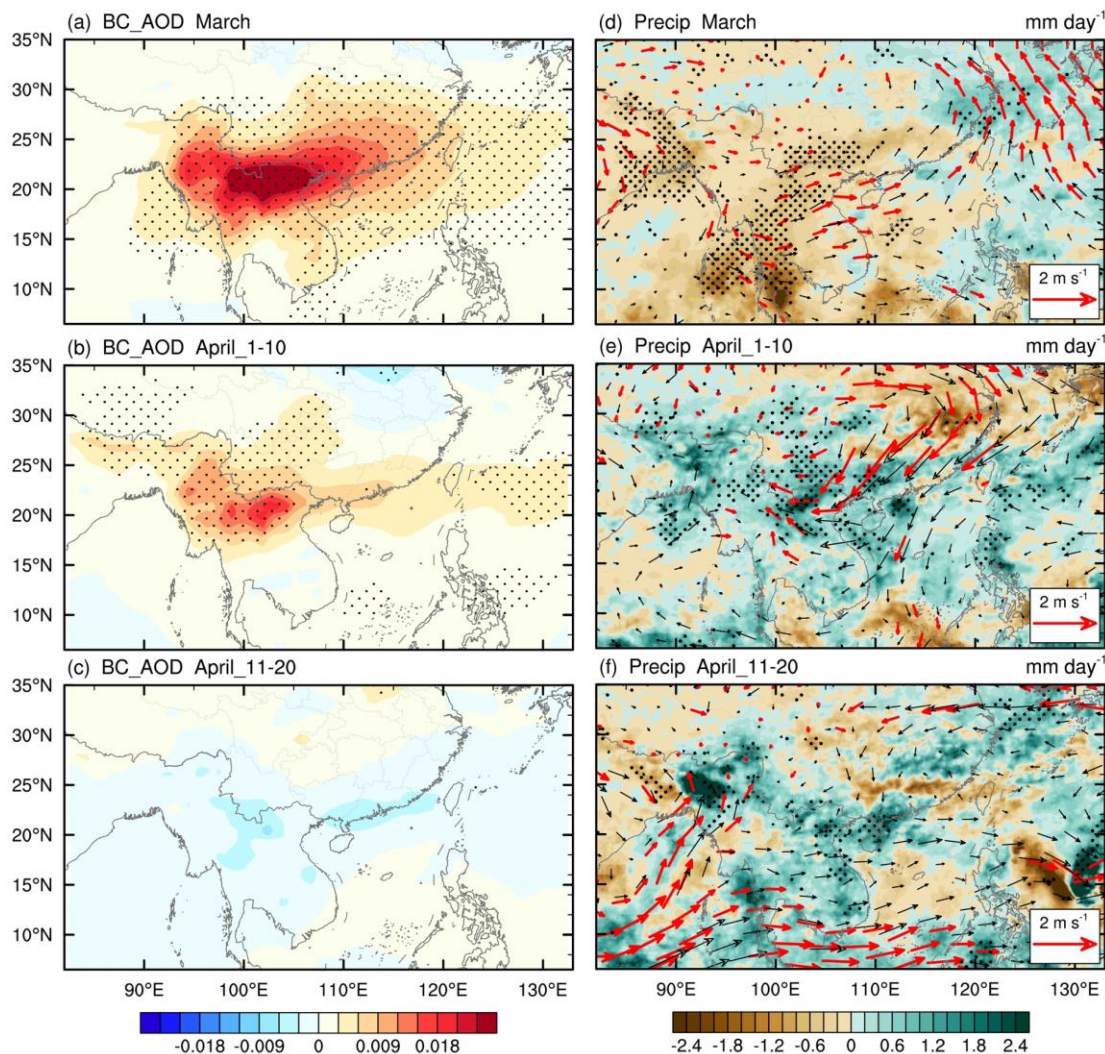 (a) BC_AOD March
35°N
30°N
25°N
20°N
15°N
10°N
(d) Precip March mm day⁻¹
2 m s⁻¹
(b) BC_AOD April_1-10
35°N
30°N
25°N
20°N
15°N
10°N
(e) Precip April_1-10 mm day⁻¹
2 m s⁻¹
(c) BC_AOD April_11-20
35°N
30°N
25°N
20°N
15°N
10°N
(f) Precip April_11-20 mm day⁻¹
2 m s⁻¹
90°E 100°E 110°E 120°E 130°E
90°E 100°E 110°E 120°E 130°E
-0.018 -0.009 0 0.009 0.018
-2.4 -1.8 -1.2 -0.6 0 0.6 1.2 1.8 2.4